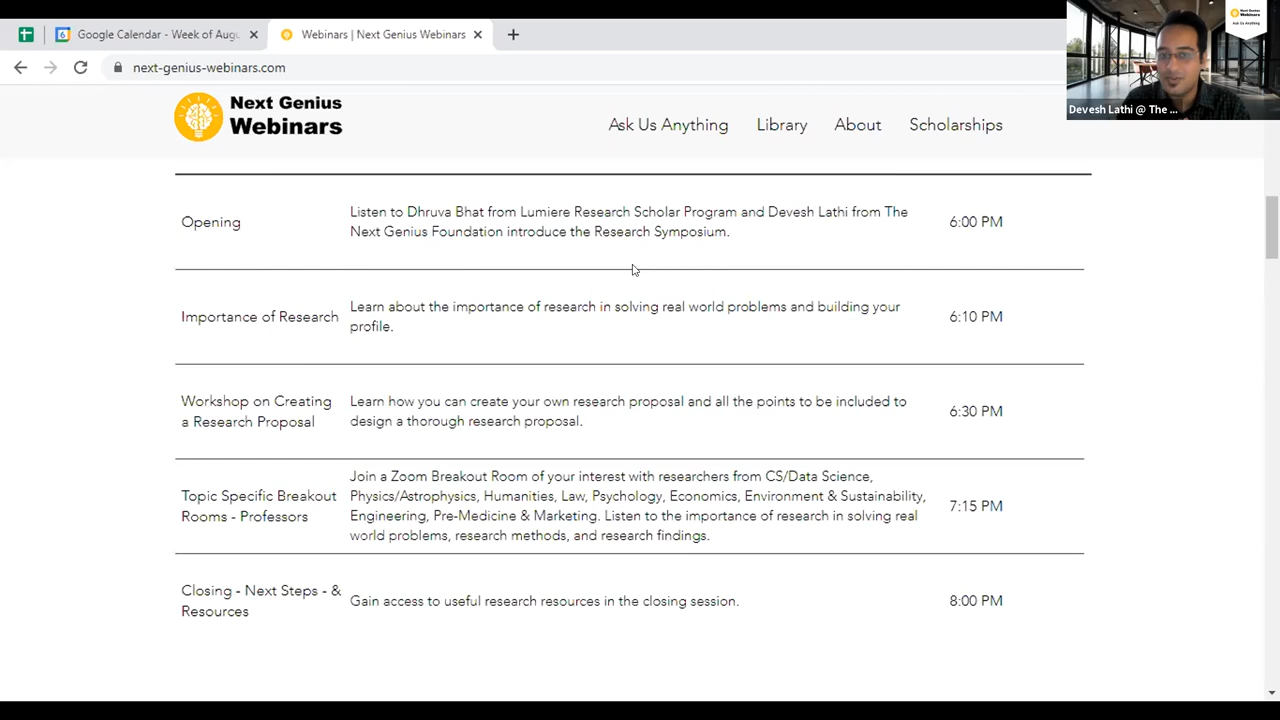 Google Calendar - Week of Aug
Webinars | Next Genius Webinars
next-genius-webinars.com
Next Genius
Webinars
Ask Us Anything
Devesh Lathi @ The ...
Next Genius
Webinars
Ask Us Anything Library About Scholarships
Opening
Listen to Dhruva Bhat from Lumiere Research Scholar Program and Devesh Lathi from The
Next Genius Foundation introduce the Research Symposium.
6:00 PM
Importance of Research
Learn about the importance of research in solving real world problems and building your
profile.
6:10 PM
Workshop on Creating
a Research Proposal
Learn how you can create your own research proposal and all the points to be included to
design a thorough research proposal.
6:30 PM
Topic Specific Breakout
Rooms - Professors
Join a Zoom Breakout Room of your interest with researchers from CS/Data Science,
Physics/Astrophysics, Humanities, Law, Psychology, Economics, Environment & Sustainability,
Engineering, Pre-Medicine & Marketing. Listen to the importance of research in solving real
world problems, research methods, and research findings.
7:15 PM
Closing - Next Steps - &
Resources
Gain access to useful research resources in the closing session.
8:00 PM